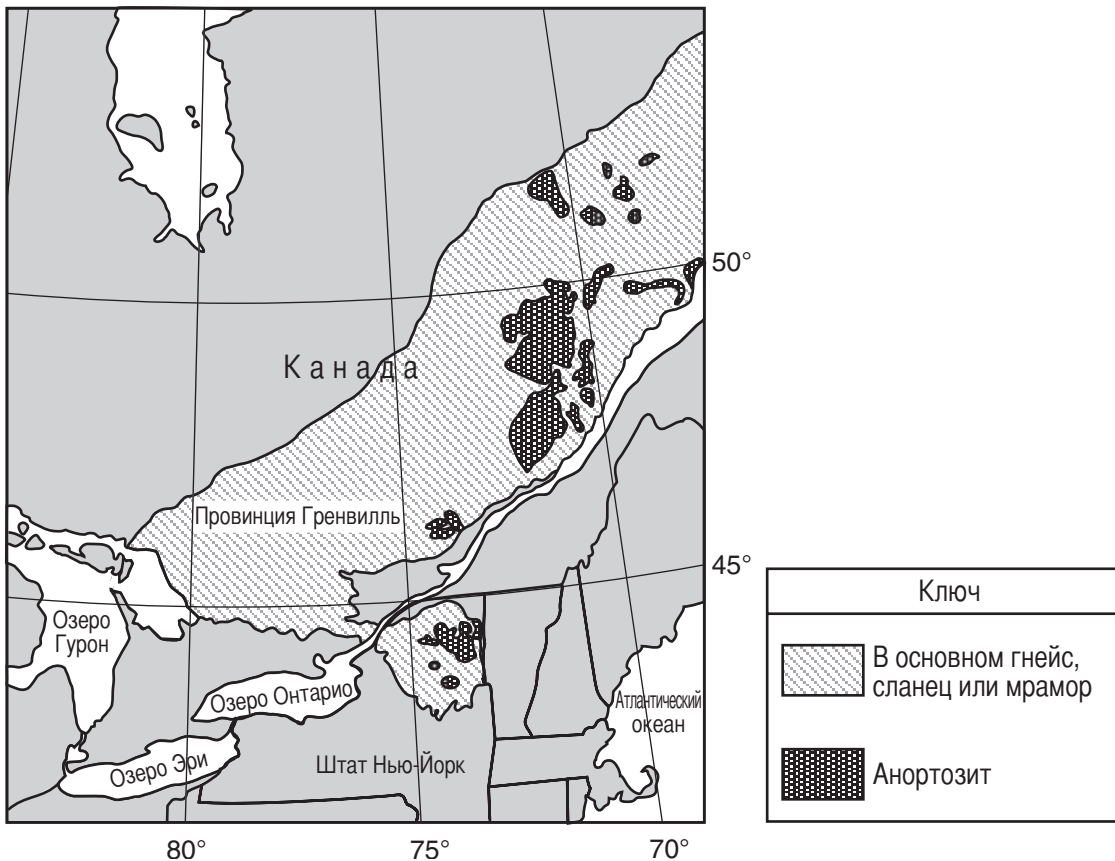 50°
Канада
Провинция Гренвилль
45°
Озеро
Гурон
Озеро Онтарио
Атлантический
океан
Озеро Эри
Штат Нью-Йорк
80°
75°
70°
Ключ
В основном гнейс,
сланец или мрамор
Анортозит